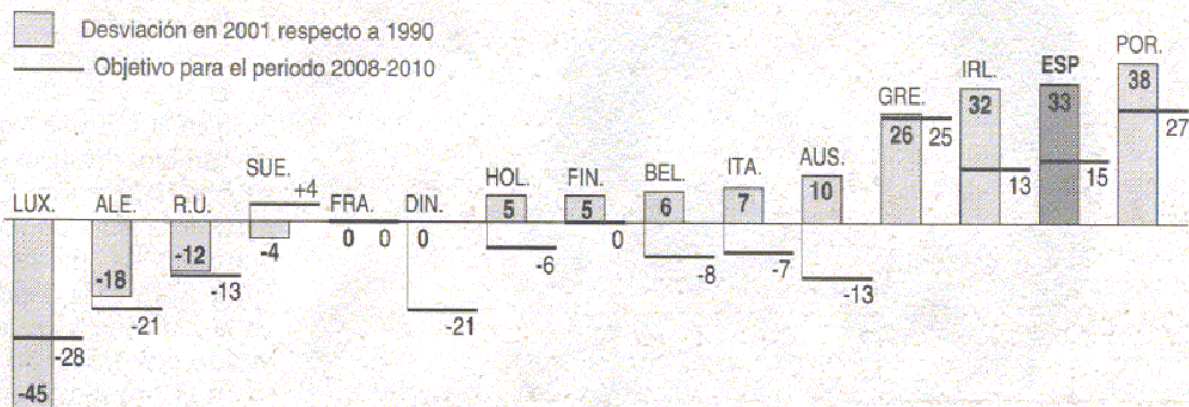 Desviación en 2001 respecto a 1990
Objetivo para el periodo 2008-2010
LUX.
-45
-28
ALE.
-18
-21
R.U.
-12
-13
SUE.
-4
+4
FRA.
0
0
DIN.
0
-21
HOL.
5
-6
FIN.
5
0
BEL.
6
-8
ITA.
7
-7
AUS.
10
-13
GRE.
26
25
IRL.
32
13
ESP
33
15
POR.
38
27